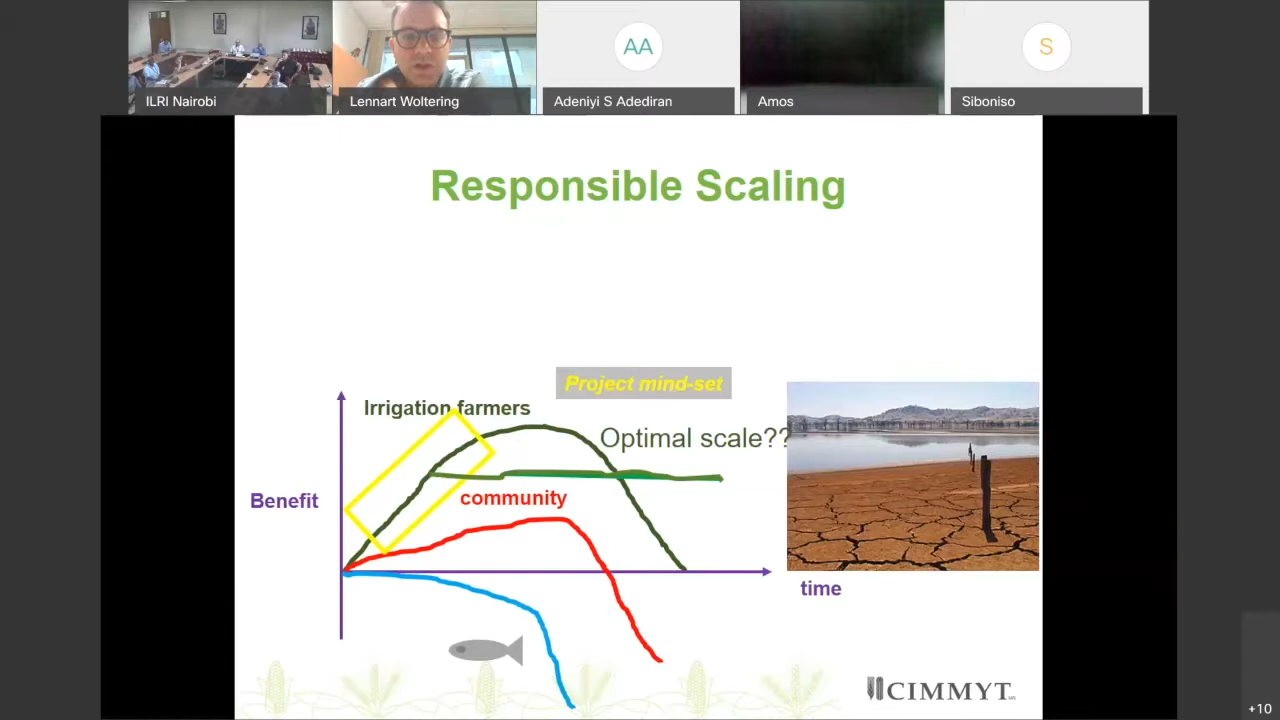 ILRI Nairobi
Lennart Woltering
AA
Adeniyi S Adediran
Amos
S
Siboniso
Responsible Scaling
Project mind-set
Irrigation farmers
Optimal scale??
Benefit
community
time
CIMMYT
+10